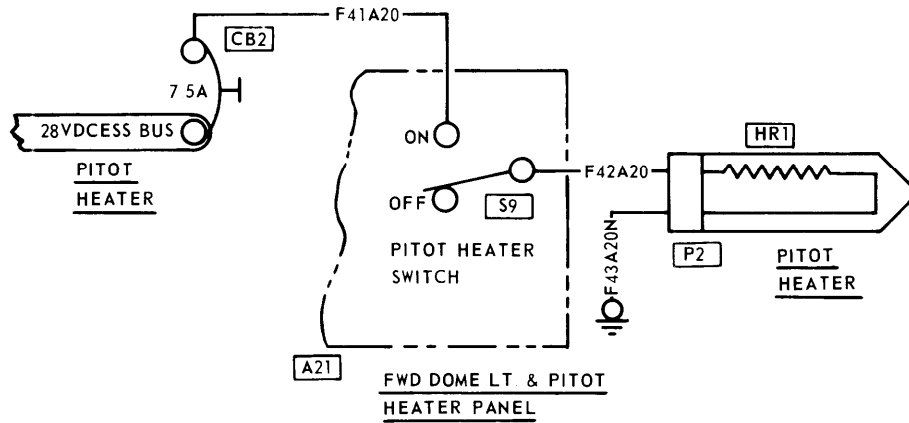 F41A20
CB2
7 5A
28VDCESS BUS
PITOT
HEATER
ON
OFF
S9
PITOT HEATER
SWITCH
A21
FWD DOME LT. & PITOT
HEATER PANEL
F42A20
F43A20N
HR1
P2
PITOT
HEATER